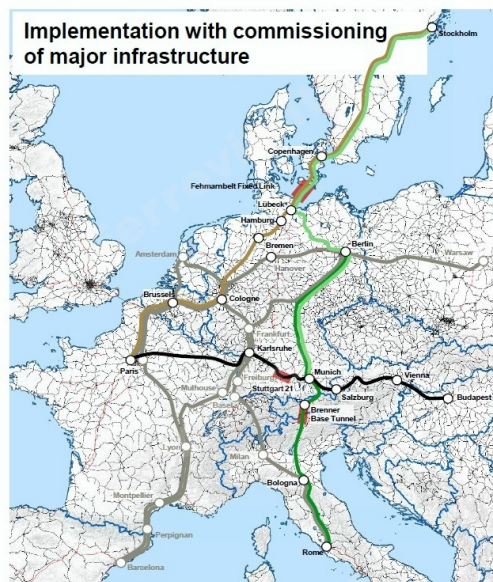 Implementation with commissioning
of major infrastructure
Stockholm
Copenhagen
Fehmarnbelt Fixed Link
Lübeck
Hamburg
Bremen
Berlin
Warsaw
Amsterdam
Hanover
Brussels
Cologne
Frankfurt
Karlsruhe
Paris
Freiburg
Stuttgart 21
Munich
Vienna
Salzburg
Budapest
Mulhouse
Basel
Brenner
Base Tunnel
Lyon
Milan
Bologna
Montpellier
Perpignan
Rome
Barcelona